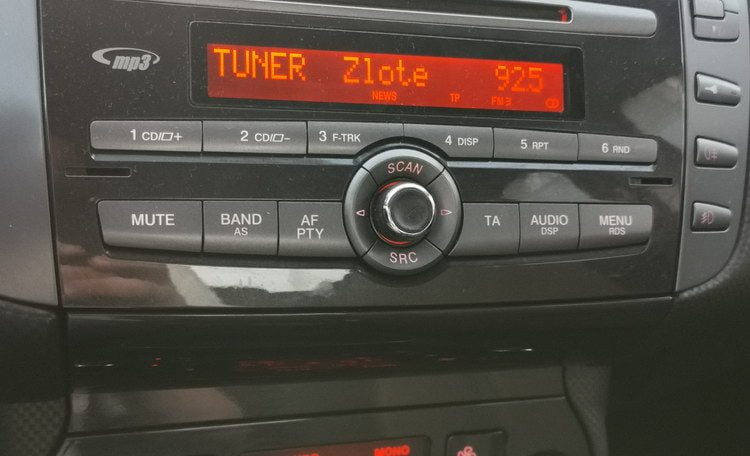 mp3
TUNER Zlote 92.5
NEWS TP FM3
1 CD+ 2 CD- 3 F-TRK 4 DISP 5 RPT 6 RND
SCAN
MUTE BAND AS AF PTY TA AUDIO DSP MENU RDS
SRC
MONO